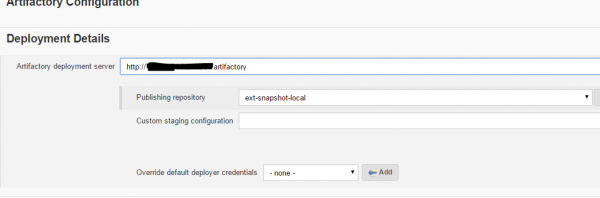 Artifactory Configuration
Deployment Details
Artifactory deployment server http:// artifactory
Publishing repository ext-snapshot-local
Custom staging configuration
Override default deployer credentials - none - Add